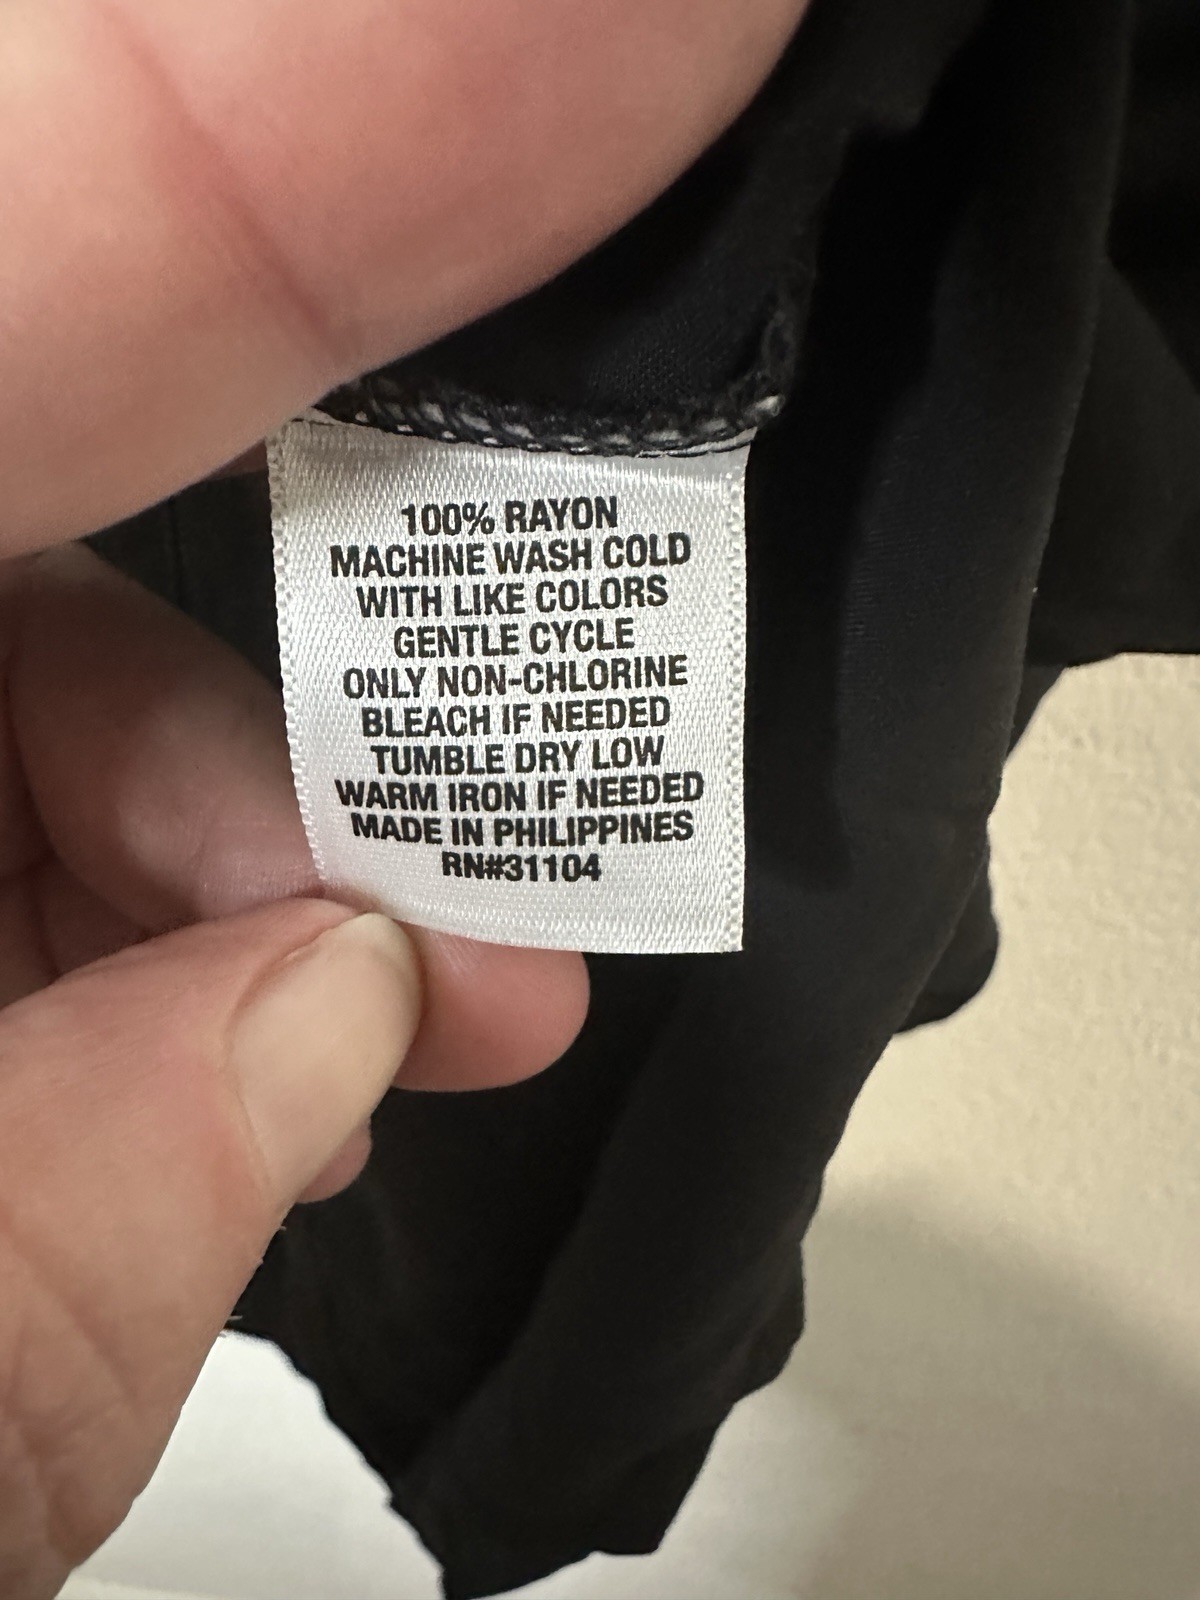 100% RAYON
MACHINE WASH COLD
WITH LIKE COLORS
GENTLE CYCLE
ONLY NON-CHLORINE
BLEACH IF NEEDED
TUMBLE DRY LOW
WARM IRON IF NEEDED
MADE IN PHILIPPINES
RN#31104